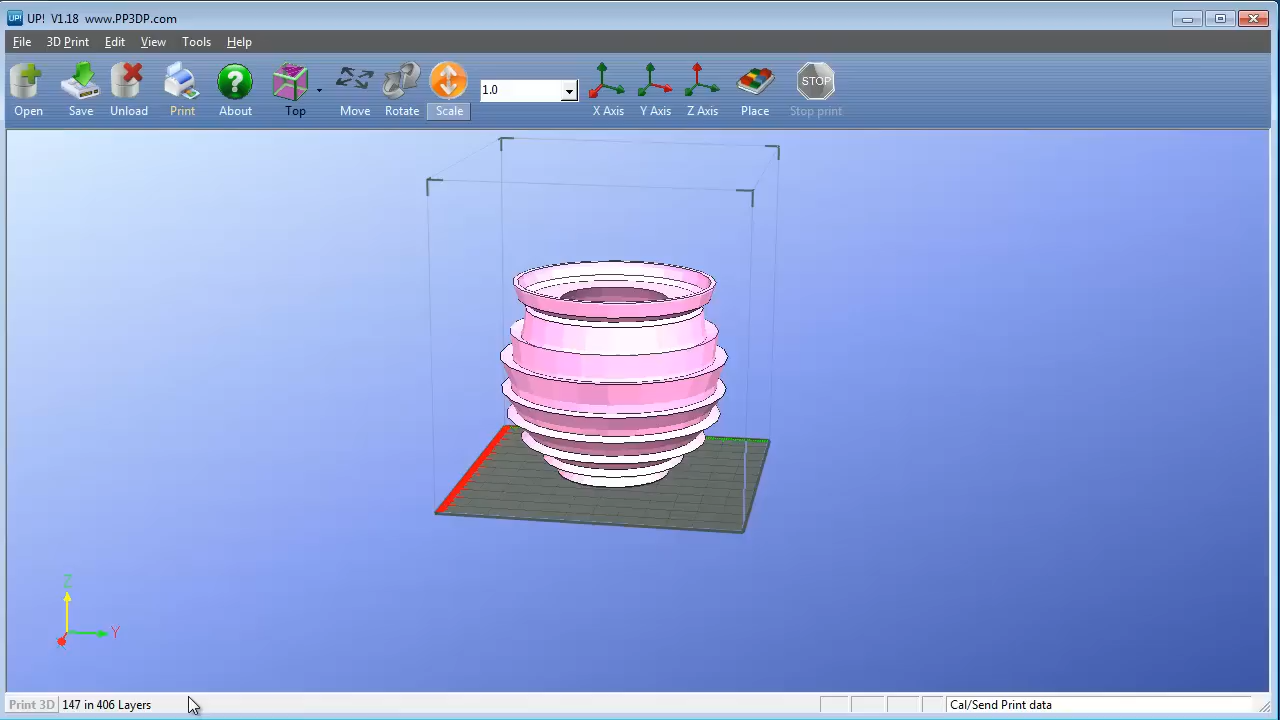 UP! UP! V1.18 www.PP3DP.com
File 3D Print Edit View Tools Help
1.0 STOP
Open Save Unload Print About Top Move Rotate Scale X Axis Y Axis Z Axis Place Stop print
Z
Y
Print 3D 147 in 406 Layers Cal/Send Print data